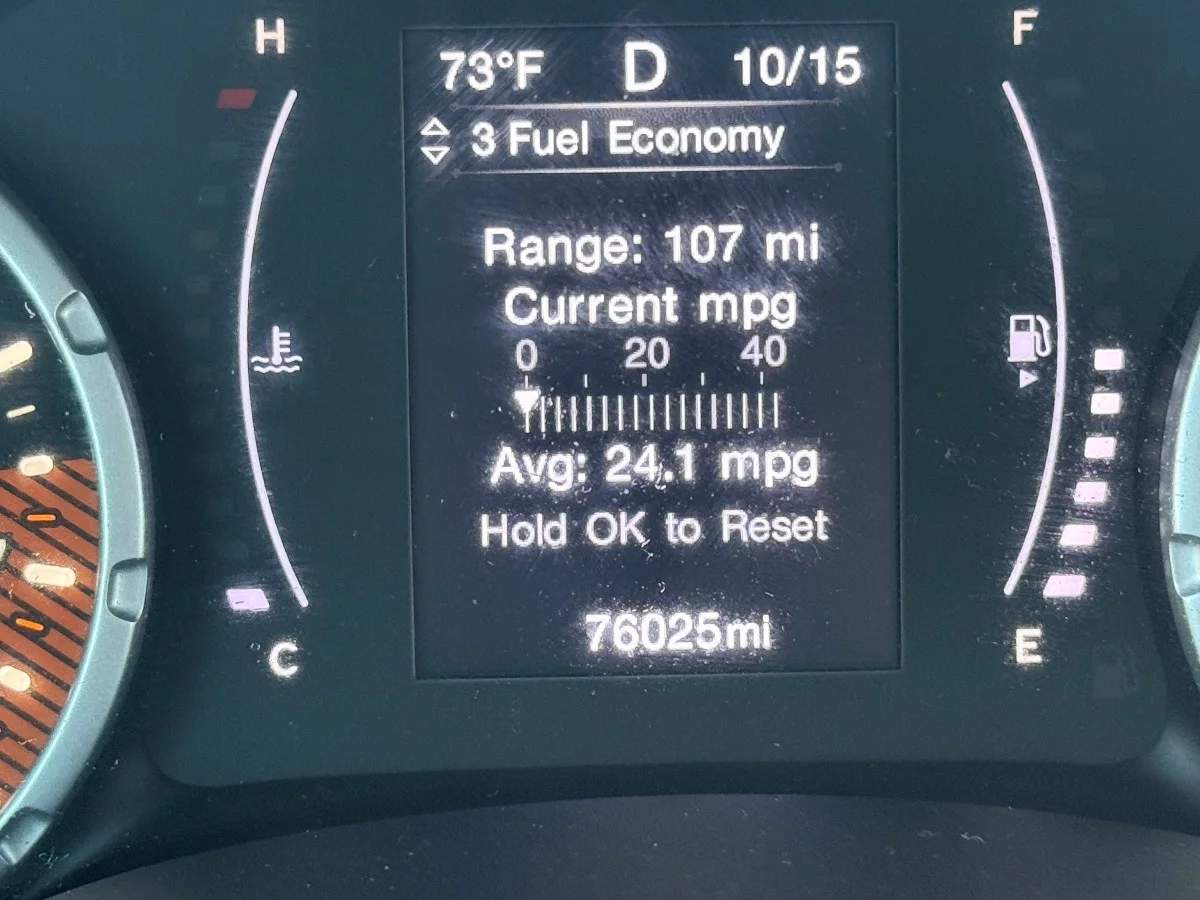 H
F
73°F D 10/15
3 Fuel Economy
Range: 107 mi
Current mpg
0 20 40
Avg: 24.1 mpg
Hold OK to Reset
76025mi
C
E